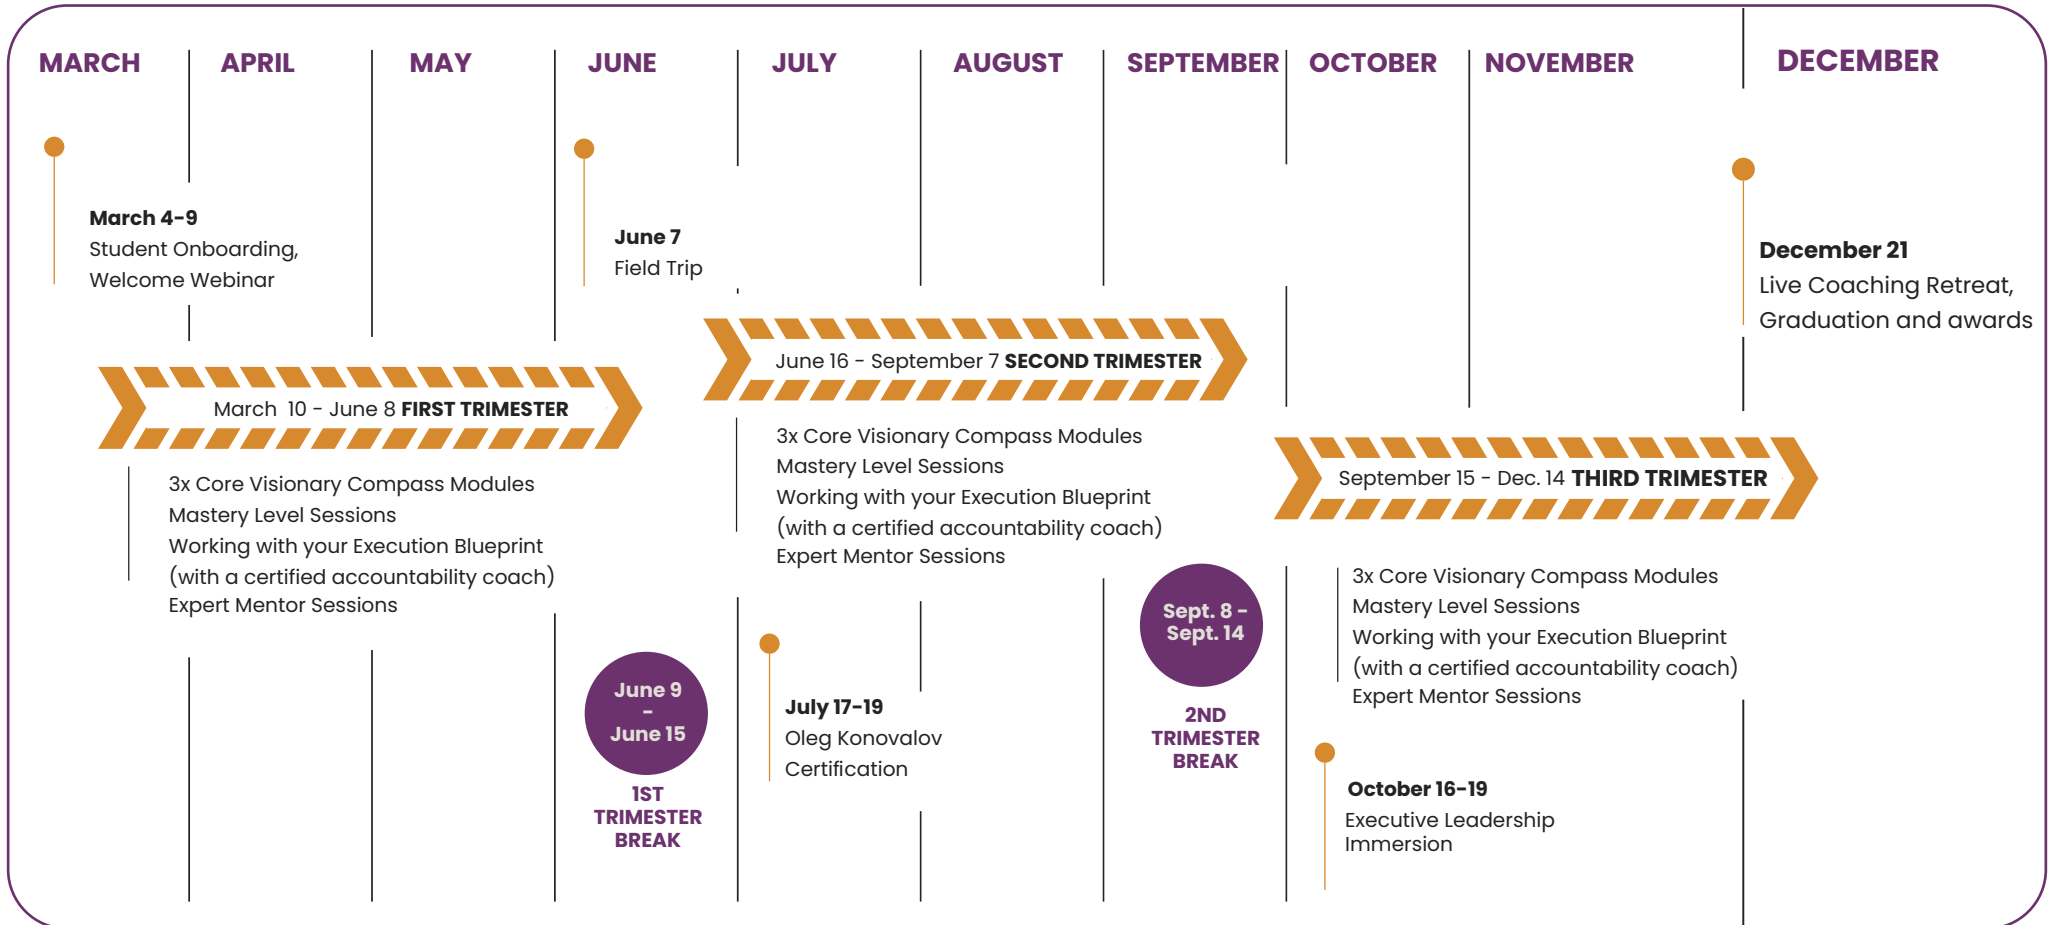 MARCH
APRIL
MAY
JUNE
JULY
AUGUST
SEPTEMBER
OCTOBER
NOVEMBER
DECEMBER
March 4-9
Student Onboarding,
Welcome Webinar
June 7
Field Trip
December 21
Live Coaching Retreat,
Graduation and awards
March 10 - June 8 FIRST TRIMESTER
3x Core Visionary Compass Modules
Mastery Level Sessions
Working with your Execution Blueprint
(with a certified accountability coach)
Expert Mentor Sessions
June 16 - September 7 SECOND TRIMESTER
3x Core Visionary Compass Modules
Mastery Level Sessions
Working with your Execution Blueprint
(with a certified accountability coach)
Expert Mentor Sessions
September 15 - Dec. 14 THIRD TRIMESTER
3x Core Visionary Compass Modules
Mastery Level Sessions
Working with your Execution Blueprint
(with a certified accountability coach)
Expert Mentor Sessions
June 9
-
June 15
1ST
TRIMESTER
BREAK
July 17-19
Oleg Konovalov
Certification
Sept. 8 -
Sept. 14
2ND
TRIMESTER
BREAK
October 16-19
Executive Leadership
Immersion